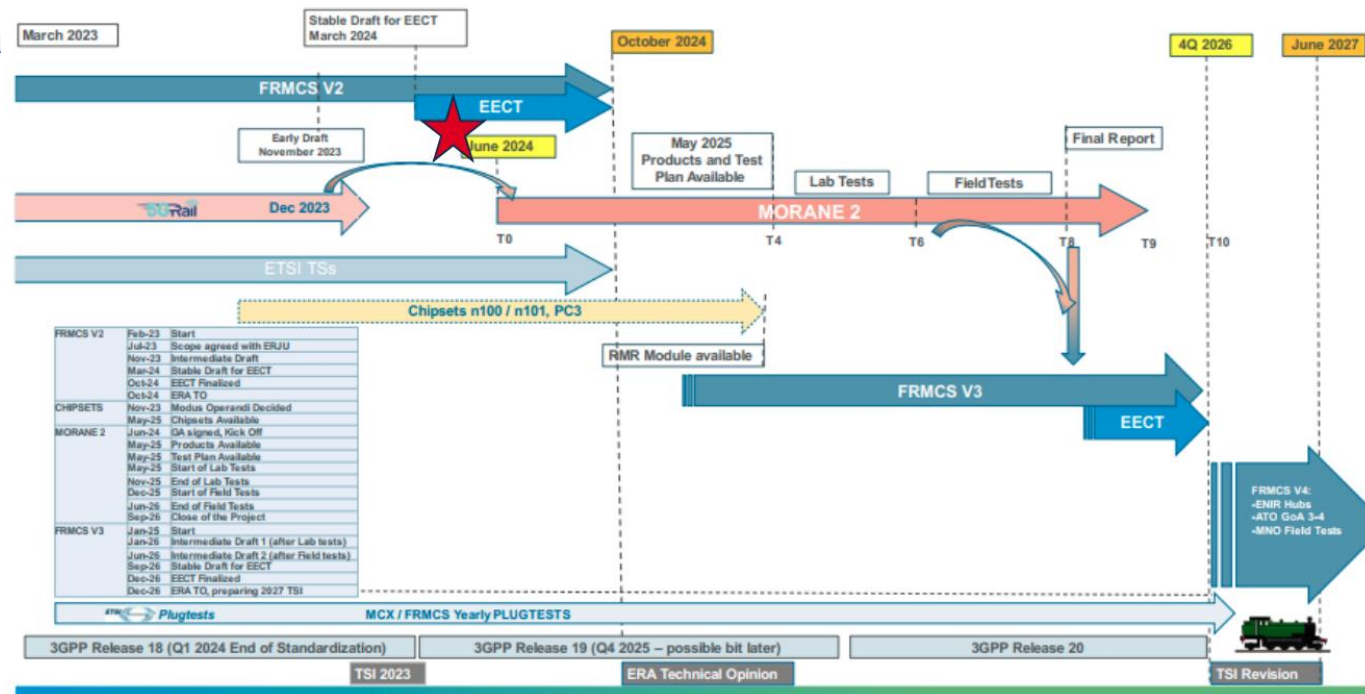 March 2023
Stable Draft for EECT
March 2024
October 2024
4Q 2026
June 2027
FRMCS V2
EECT
Early Draft
November 2023
June 2024
May 2025
Products and Test
Plan Available
Lab Tests
Field Tests
Final Report
5GRail
Dec 2023
MORANE 2
T0
T4
T6
T8
T9
T10
ETSI TSs
Chipsets n100 / n101, PC3
RMR Module available
FRMCS V3
EECT
FRMCS V2 Feb-23 Start
Jul-23 Scope agreed with ERJU
Nov-23 Intermediate Draft
Mar-24 Stable Draft for EECT
Oct-24 EECT Finalized
Oct-24 ERA TO
CHIPSETS Nov-23 Modus Operandi Decided
May-25 Chipsets Available
MORANE 2 Jun-24 GA signed, Kick Off
May-25 Products Available
May-25 Test Plan Available
May-25 Start of Lab Tests
Nov-25 End of Lab Tests
Dec-25 Start of Field Tests
Jun-26 End of Field Tests
Sep-26 Close of the Project
FRMCS V3 Jan-25 Start
Jan-26 Intermediate Draft 1 (after Lab tests)
Jun-26 Intermediate Draft 2 (after Field tests)
Sep-26 Stable Draft for EECT
Dec-26 EECT Finalized
Dec-26 ERA TO, preparing 2027 TSI
FRMCS V4:
-ENIR Hubs
-ATO GoA 3-4
-MNO Field Tests
ETSI Plugtests
MCX / FRMCS Yearly PLUGTESTS
3GPP Release 18 (Q1 2024 End of Standardization)
3GPP Release 19 (Q4 2025 – possible bit later)
3GPP Release 20
TSI 2023
ERA Technical Opinion
TSI Revision